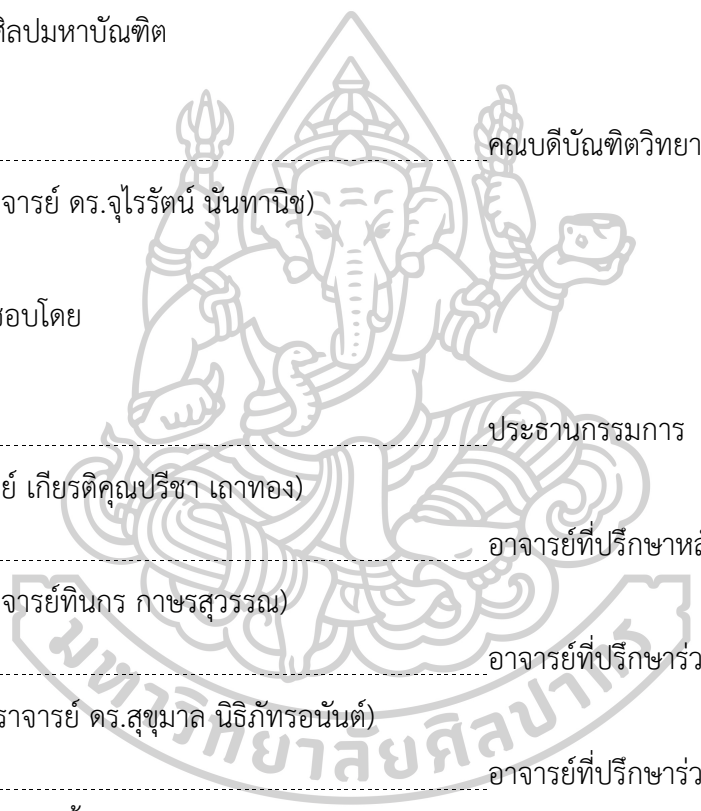 ศิลปมหาบัณฑิต
คณบดีบัณฑิตวิทยา
จารย์ ดร.จุไรรัตน์ นันทานิช)
สอบโดย
ประธานกรรมการ
ย์ เกียรติคุณปรีชา เถาทอง)
อาจารย์ที่ปรึกษาหลั
จารย์ทินกร กาษรสุวรรณ)
อาจารย์ที่ปรึกษาร่ว
ราจารย์ ดร.สุขุมาล นิธิภัทรอนันต์)
อาจารย์ที่ปรึกษาร่ว
มหาวิทยาลัยศิลปากร